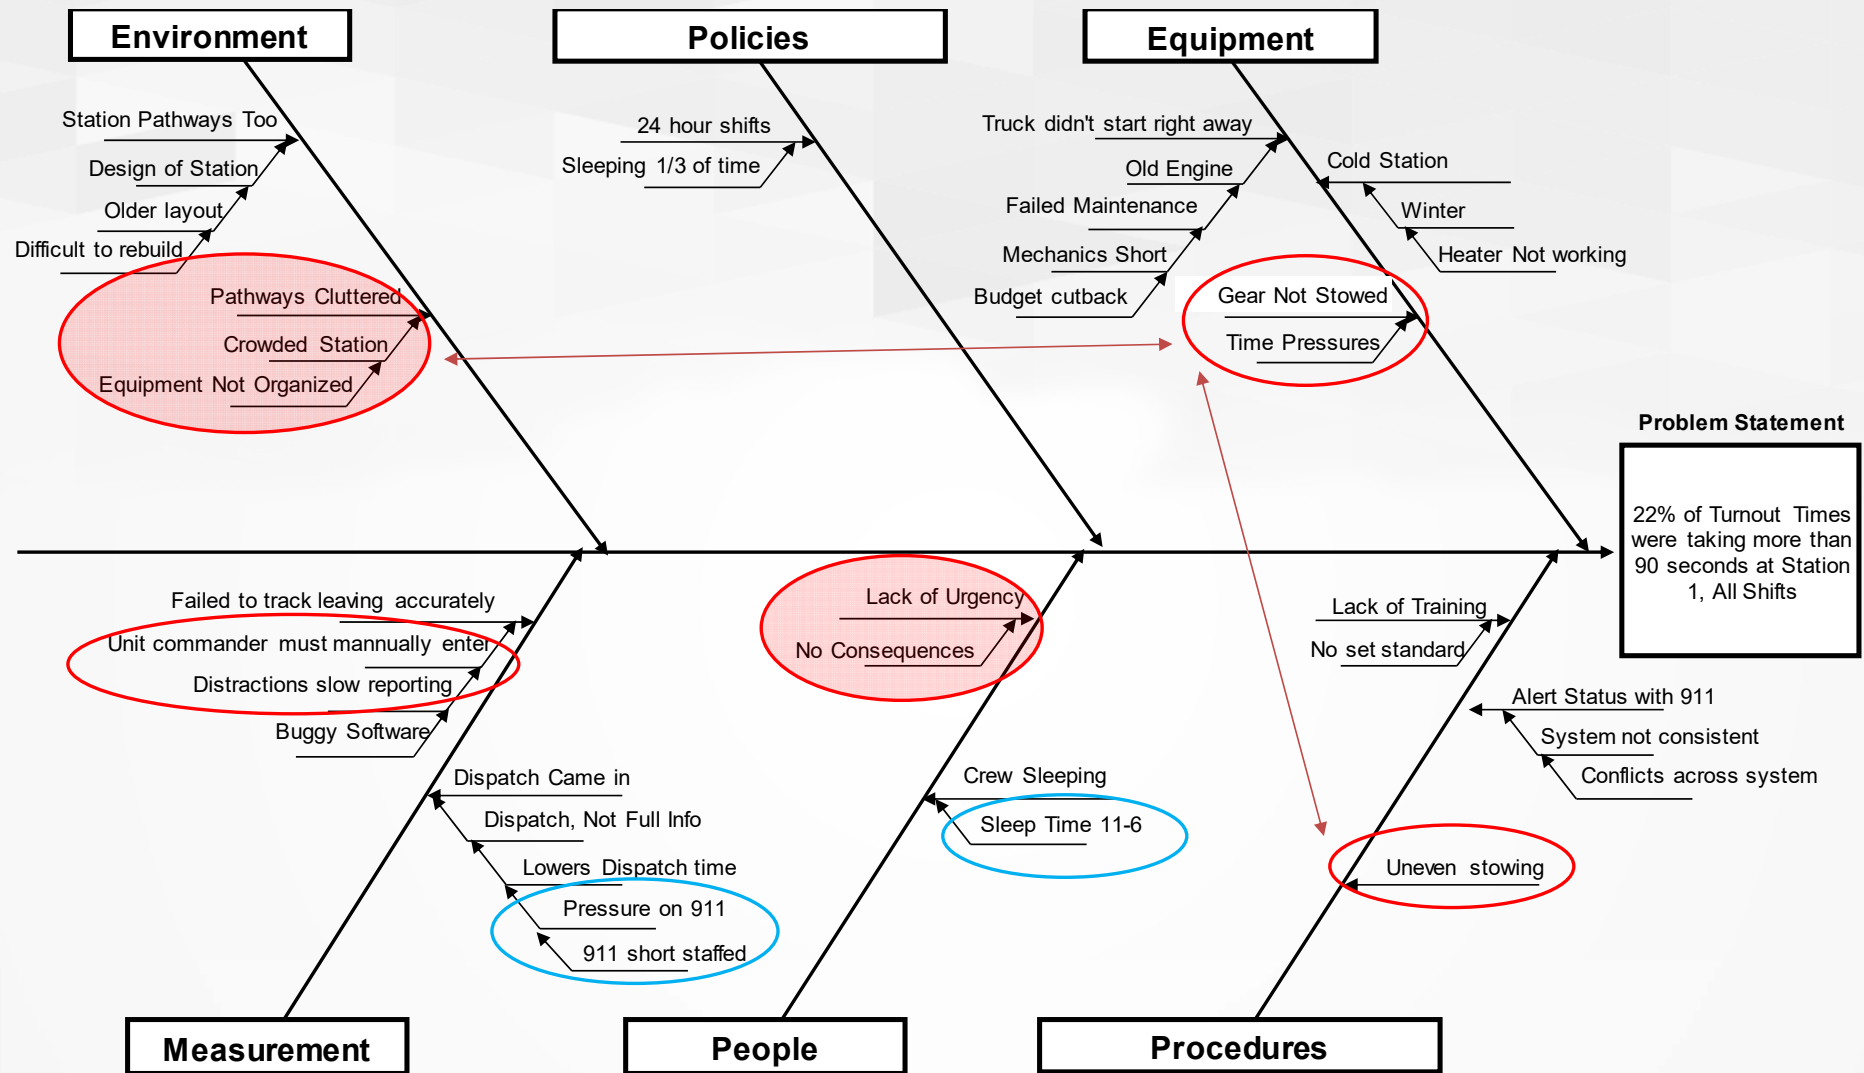 Environment
Policies
Equipment
Station Pathways Too
Design of Station
Older layout
Difficult to rebuild
Pathways Cluttered
Crowded Station
Equipment Not Organized
24 hour shifts
Sleeping 1/3 of time
Truck didn't start right away
Old Engine
Failed Maintenance
Mechanics Short
Budget cutback
Cold Station
Winter
Heater Not working
Gear Not Stowed
Time Pressures
Problem Statement
22% of Turnout Times
were taking more than
90 seconds at Station
1, All Shifts
Failed to track leaving accurately
Unit commander must mannually enter
Distractions slow reporting
Buggy Software
Dispatch Came in
Dispatch, Not Full Info
Lowers Dispatch time
Pressure on 911
911 short staffed
Lack of Urgency
No Consequences
Crew Sleeping
Sleep Time 11-6
Lack of Training
No set standard
Alert Status with 911
System not consistent
Conflicts across system
Uneven stowing
Measurement
People
Procedures